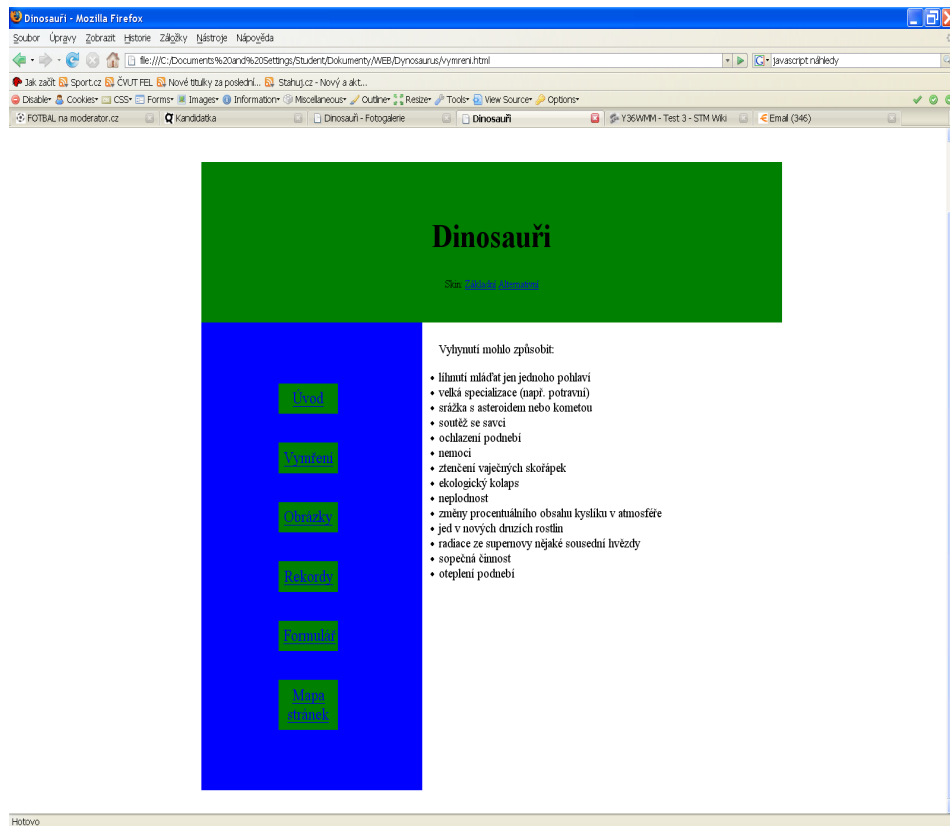 Dinosauři - Mozilla Firefox
Soubor Úpravy Zobrazit Historie Záložky Nástroje Nápověda
file:///C:/Documents%20and%20Settings/Student/Dokumenty/WEB/Dynosaurus/vymreni.html javascript náhledy
Jak začít Sport.cz ČVUT FEL Nové titulky za poslední... Stahuj.cz - Nový a akt...
Disable Cookies CSS Forms Images Information Miscellaneous Outline Resize Tools View Source Options
FOTBAL na moderator.cz Kandidatka Dinosauři - Fotogalerie Dinosauři Y36WMM - Test 3 - STM Wiki Email (346)
Dinosauři
Skin: Základní Alternativní
Úvod
Vymření
Obrázky
Rekordy
Formulář
Mapa
stránek
Vyhynutí mohlo způsobit:
• líhnutí mláďat jen jednoho pohlaví
• velká specializace (např. potravní)
• srážka s asteroidem nebo kometou
• soutěž se savci
• ochlazení podnebí
• nemoci
• ztenčení vaječných skořápek
• ekologický kolaps
• neplodnost
• změny procentuálního obsahu kyslíku v atmosféře
• jed v nových druzích rostlin
• radiace ze supernovy nějaké sousední hvězdy
• sopečná činnost
• oteplení podnebí
Hotovo